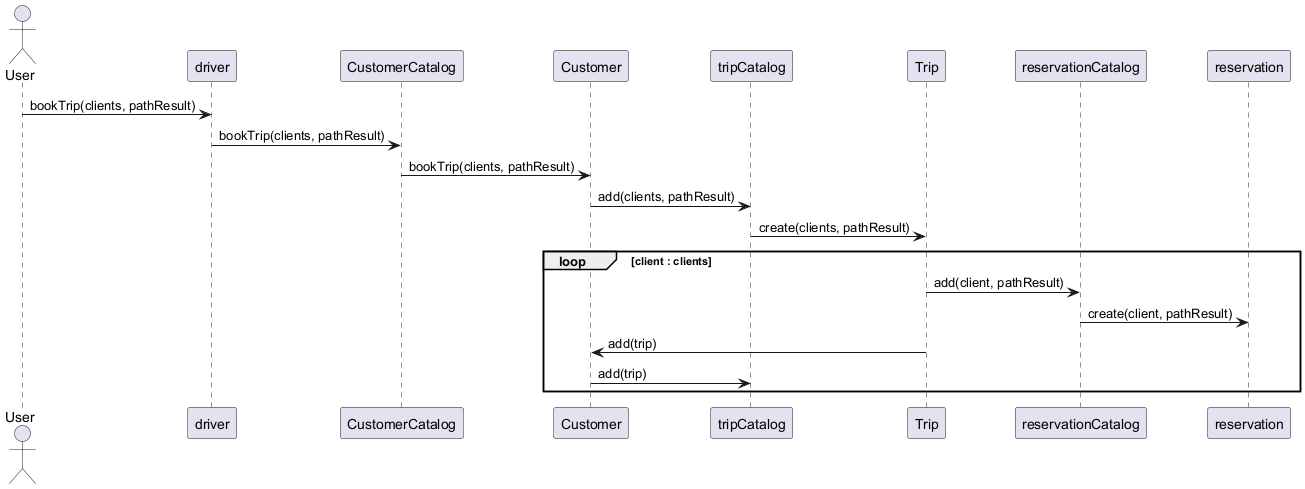 User
driver
CustomerCatalog
Customer
tripCatalog
Trip
reservationCatalog
reservation
bookTrip(clients, pathResult)
bookTrip(clients, pathResult)
bookTrip(clients, pathResult)
add(clients, pathResult)
create(clients, pathResult)
loop [client : clients]
add(client, pathResult)
create(client, pathResult)
add(trip)
add(trip)
User
driver
CustomerCatalog
Customer
tripCatalog
Trip
reservationCatalog
reservation